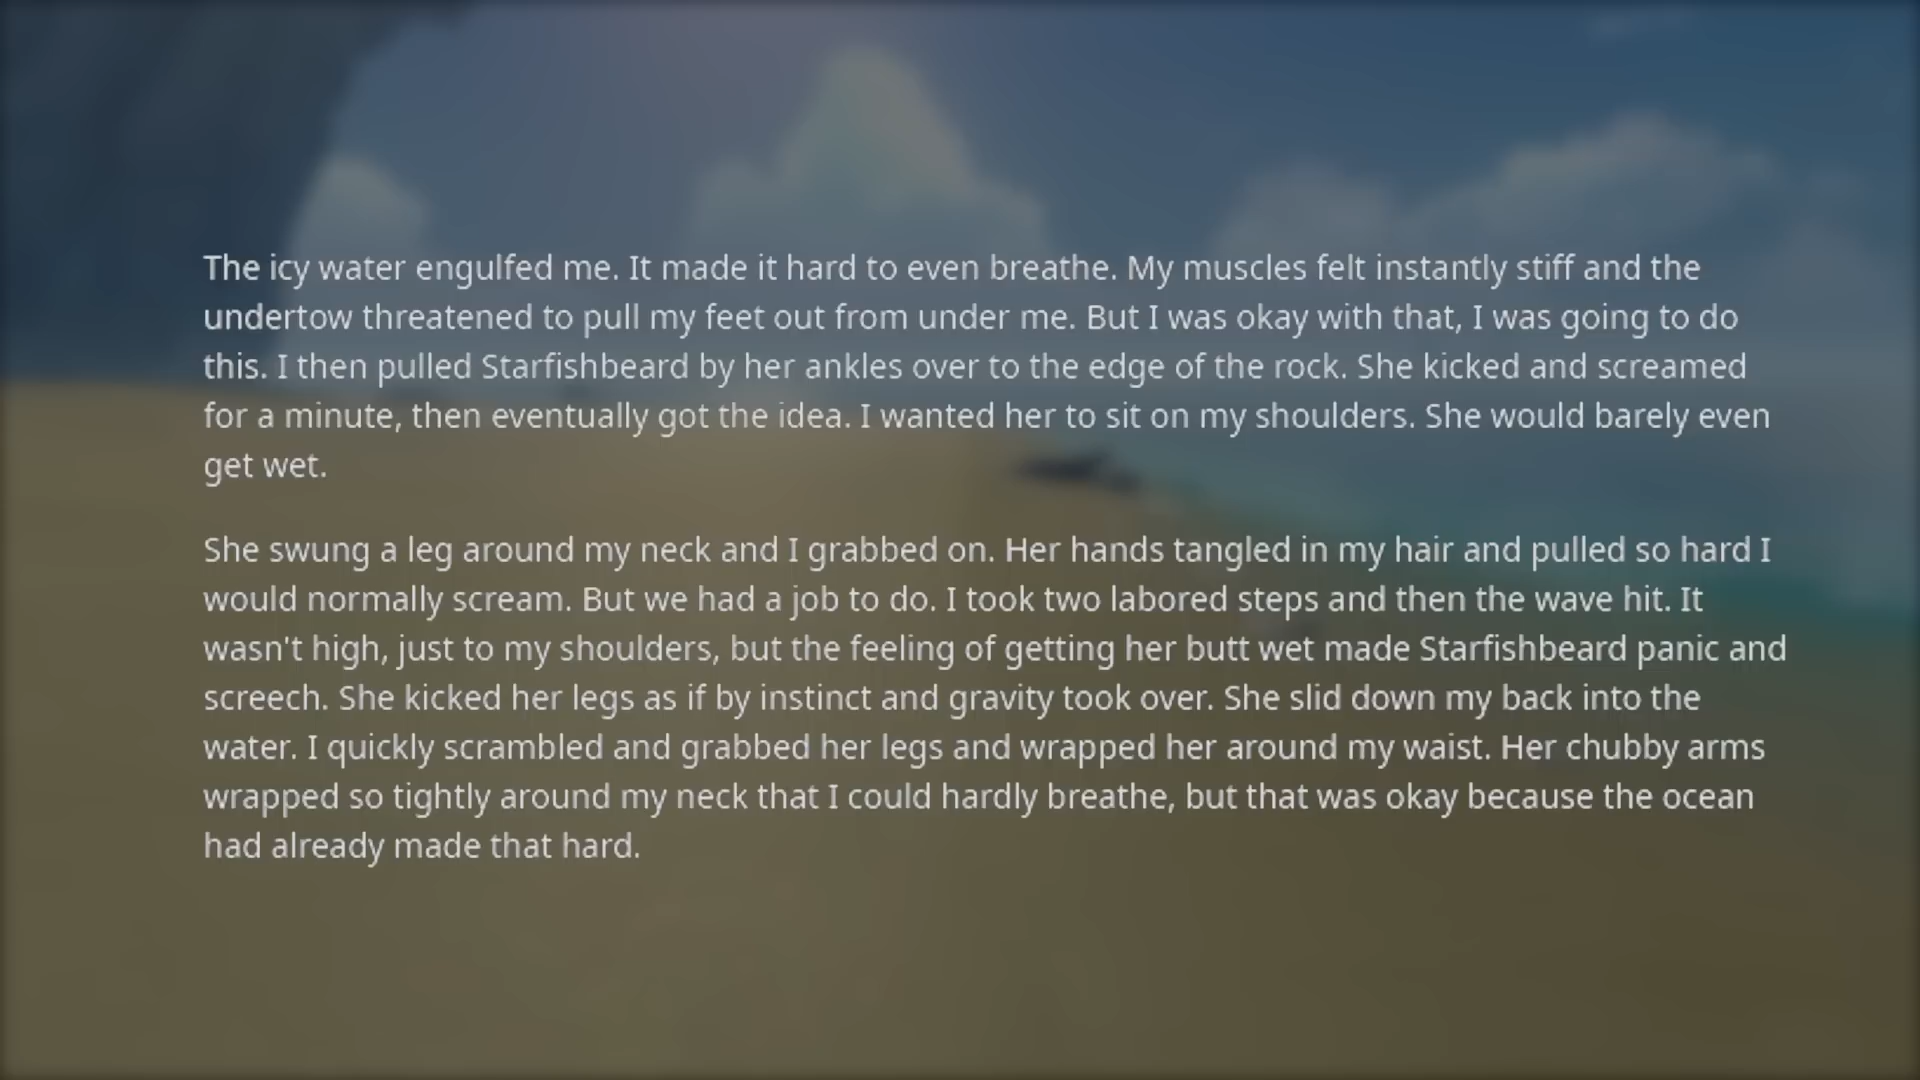 The icy water engulfed me. It made it hard to even breathe. My muscles felt instantly stiff and the
undertow threatened to pull my feet out from under me. But I was okay with that, I was going to do
this. I then pulled Starfishbeard by her ankles over to the edge of the rock. She kicked and screamed
for a minute, then eventually got the idea. I wanted her to sit on my shoulders. She would barely even
get wet.
She swung a leg around my neck and I grabbed on. Her hands tangled in my hair and pulled so hard I
would normally scream. But we had a job to do. I took two labored steps and then the wave hit. It
wasn't high, just to my shoulders, but the feeling of getting her butt wet made Starfishbeard panic and
screech. She kicked her legs as if by instinct and gravity took over. She slid down my back into the
water. I quickly scrambled and grabbed her legs and wrapped her around my waist. Her chubby arms
wrapped so tightly around my neck that I could hardly breathe, but that was okay because the ocean
had already made that hard.